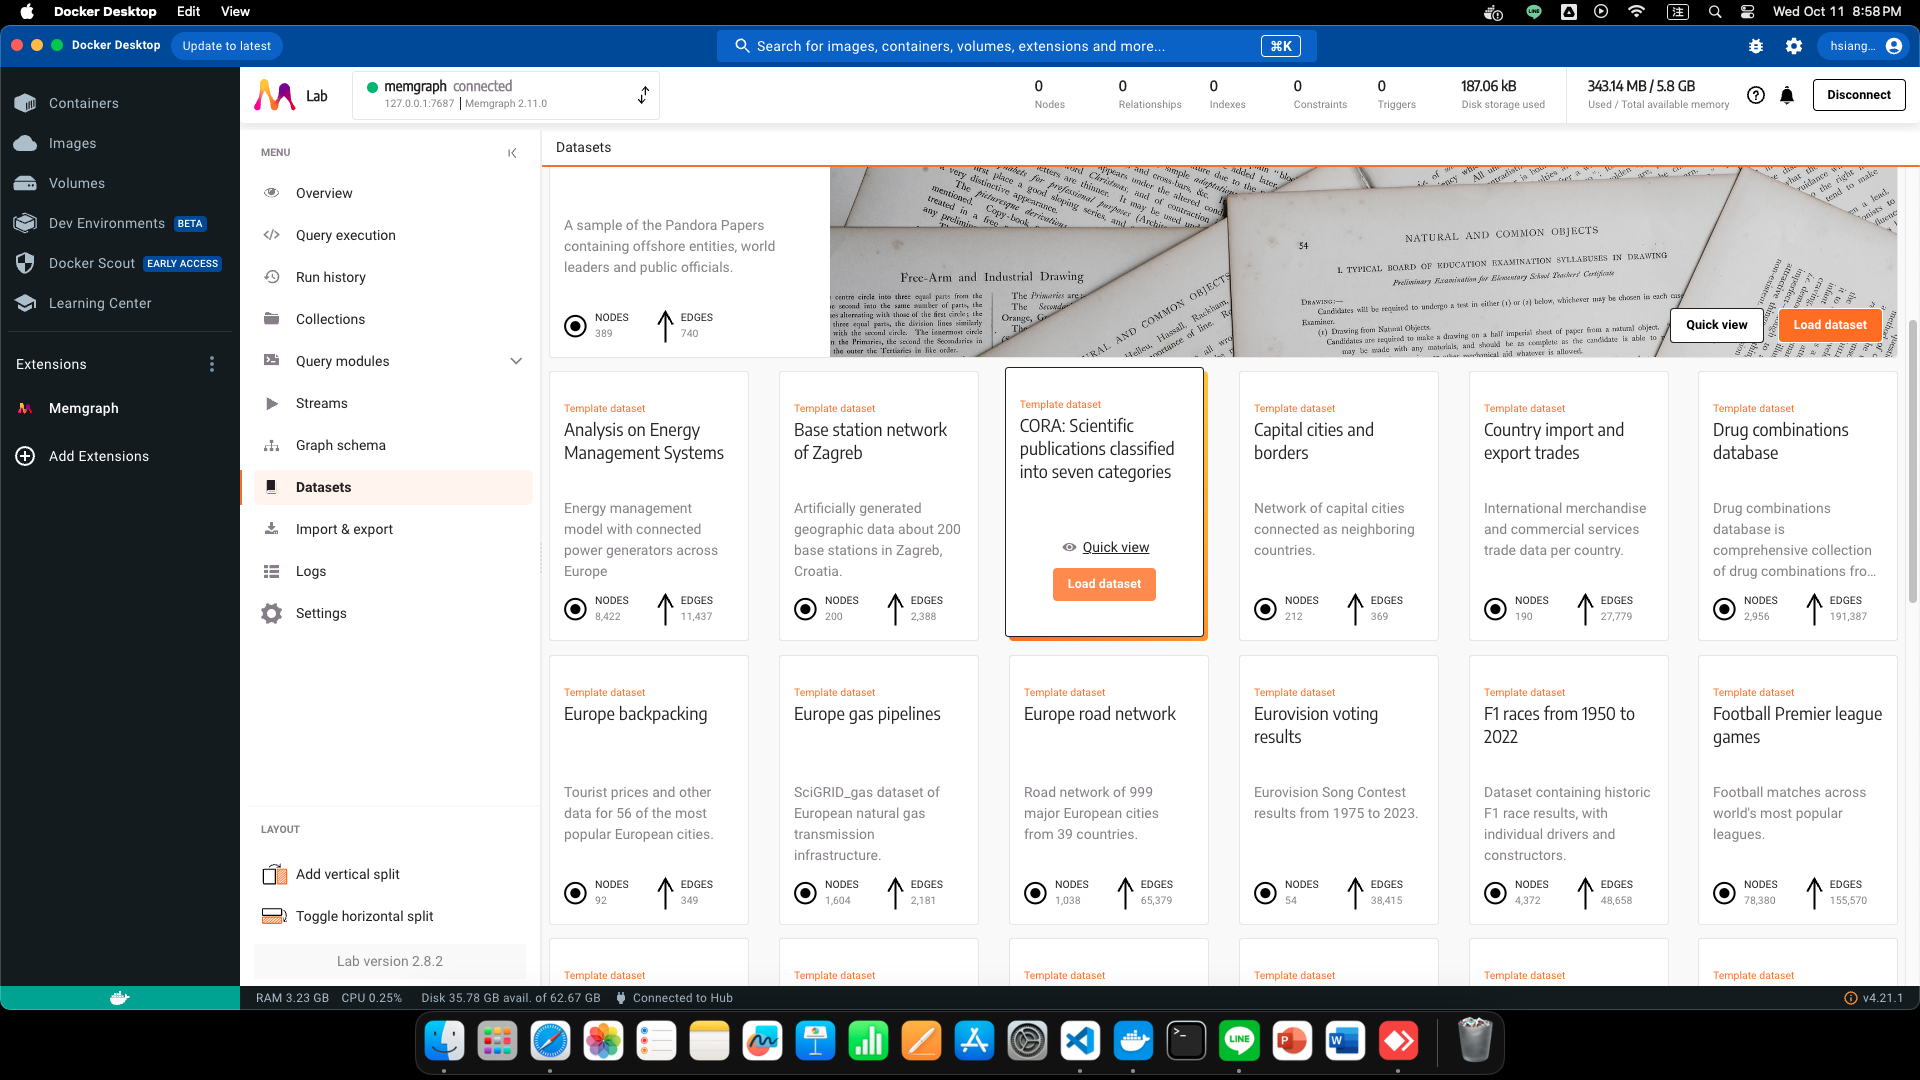 Docker Desktop Edit View
注 Wed Oct 11 8:58 PM
Docker Desktop Update to latest
Search for images, containers, volumes, extensions and more... ⌘K
hsiang...
Containers
Images
Volumes
Dev Environments BETA
Docker Scout EARLY ACCESS
Learning Center
Extensions
Memgraph
Add Extensions
Lab
memgraph connected
127.0.0.1:7687 | Memgraph 2.11.0
0 Nodes
0 Relationships
0 Indexes
0 Constraints
0 Triggers
187.06 kB Disk storage used
343.14 MB / 5.8 GB
Used / Total available memory
Disconnect
MENU
Overview
Query execution
Run history
Collections
Query modules
Streams
Graph schema
Datasets
Import & export
Logs
Settings
LAYOUT
Add vertical split
Toggle horizontal split
Lab version 2.8.2
Datasets
A sample of the Pandora Papers
containing offshore entities, world
leaders and public officials.
NODES 389 EDGES 740
Free-Arm and Industrial Drawing
54 NATURAL AND COMMON OBJECTS
I. TYPICAL BOARD OF EDUCATION EXAMINATION SYLLABUSES IN DRAWING
Preliminary Examination for Elementary School Teachers' Certificate
Quick view
Load dataset
Template dataset
Analysis on Energy
Management Systems
Energy management
model with connected
power generators across
Europe
NODES 8,422 EDGES 11,437
Template dataset
Base station network
of Zagreb
Artificially generated
geographic data about 200
base stations in Zagreb,
Croatia.
NODES 200 EDGES 2,388
Template dataset
CORA: Scientific
publications classified
into seven categories
Quick view
Load dataset
Template dataset
Capital cities and
borders
Network of capital cities
connected as neighboring
countries.
NODES 212 EDGES 369
Template dataset
Country import and
export trades
International merchandise
and commercial services
trade data per country.
NODES 190 EDGES 27,779
Template dataset
Drug combinations
database
Drug combinations
database is
comprehensive collection
of drug combinations fro...
NODES 2,956 EDGES 191,387
Template dataset
Europe backpacking
Tourist prices and other
data for 56 of the most
popular European cities.
NODES 92 EDGES 349
Template dataset
Europe gas pipelines
SciGRID_gas dataset of
European natural gas
transmission
infrastructure.
NODES 1,604 EDGES 2,181
Template dataset
Europe road network
Road network of 999
major European cities
from 39 countries.
NODES 1,038 EDGES 65,379
Template dataset
Eurovision voting
results
Eurovision Song Contest
results from 1975 to 2023.
NODES 54 EDGES 38,415
Template dataset
F1 races from 1950 to
2022
Dataset containing historic
F1 race results, with
individual drivers and
constructors.
NODES 4,372 EDGES 48,658
Template dataset
Football Premier league
games
Football matches across
world's most popular
leagues.
NODES 78,380 EDGES 155,570
Template dataset
Template dataset
Template dataset
Template dataset
Template dataset
Template dataset
RAM 3.23 GB CPU 0.25% Disk 35.78 GB avail. of 62.67 GB Connected to Hub
v4.21.1